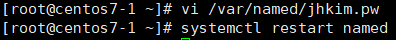 [root@centos7-1 ~]# vi /var/named/jhkim.pw
[root@centos7-1 ~]# systemctl restart named